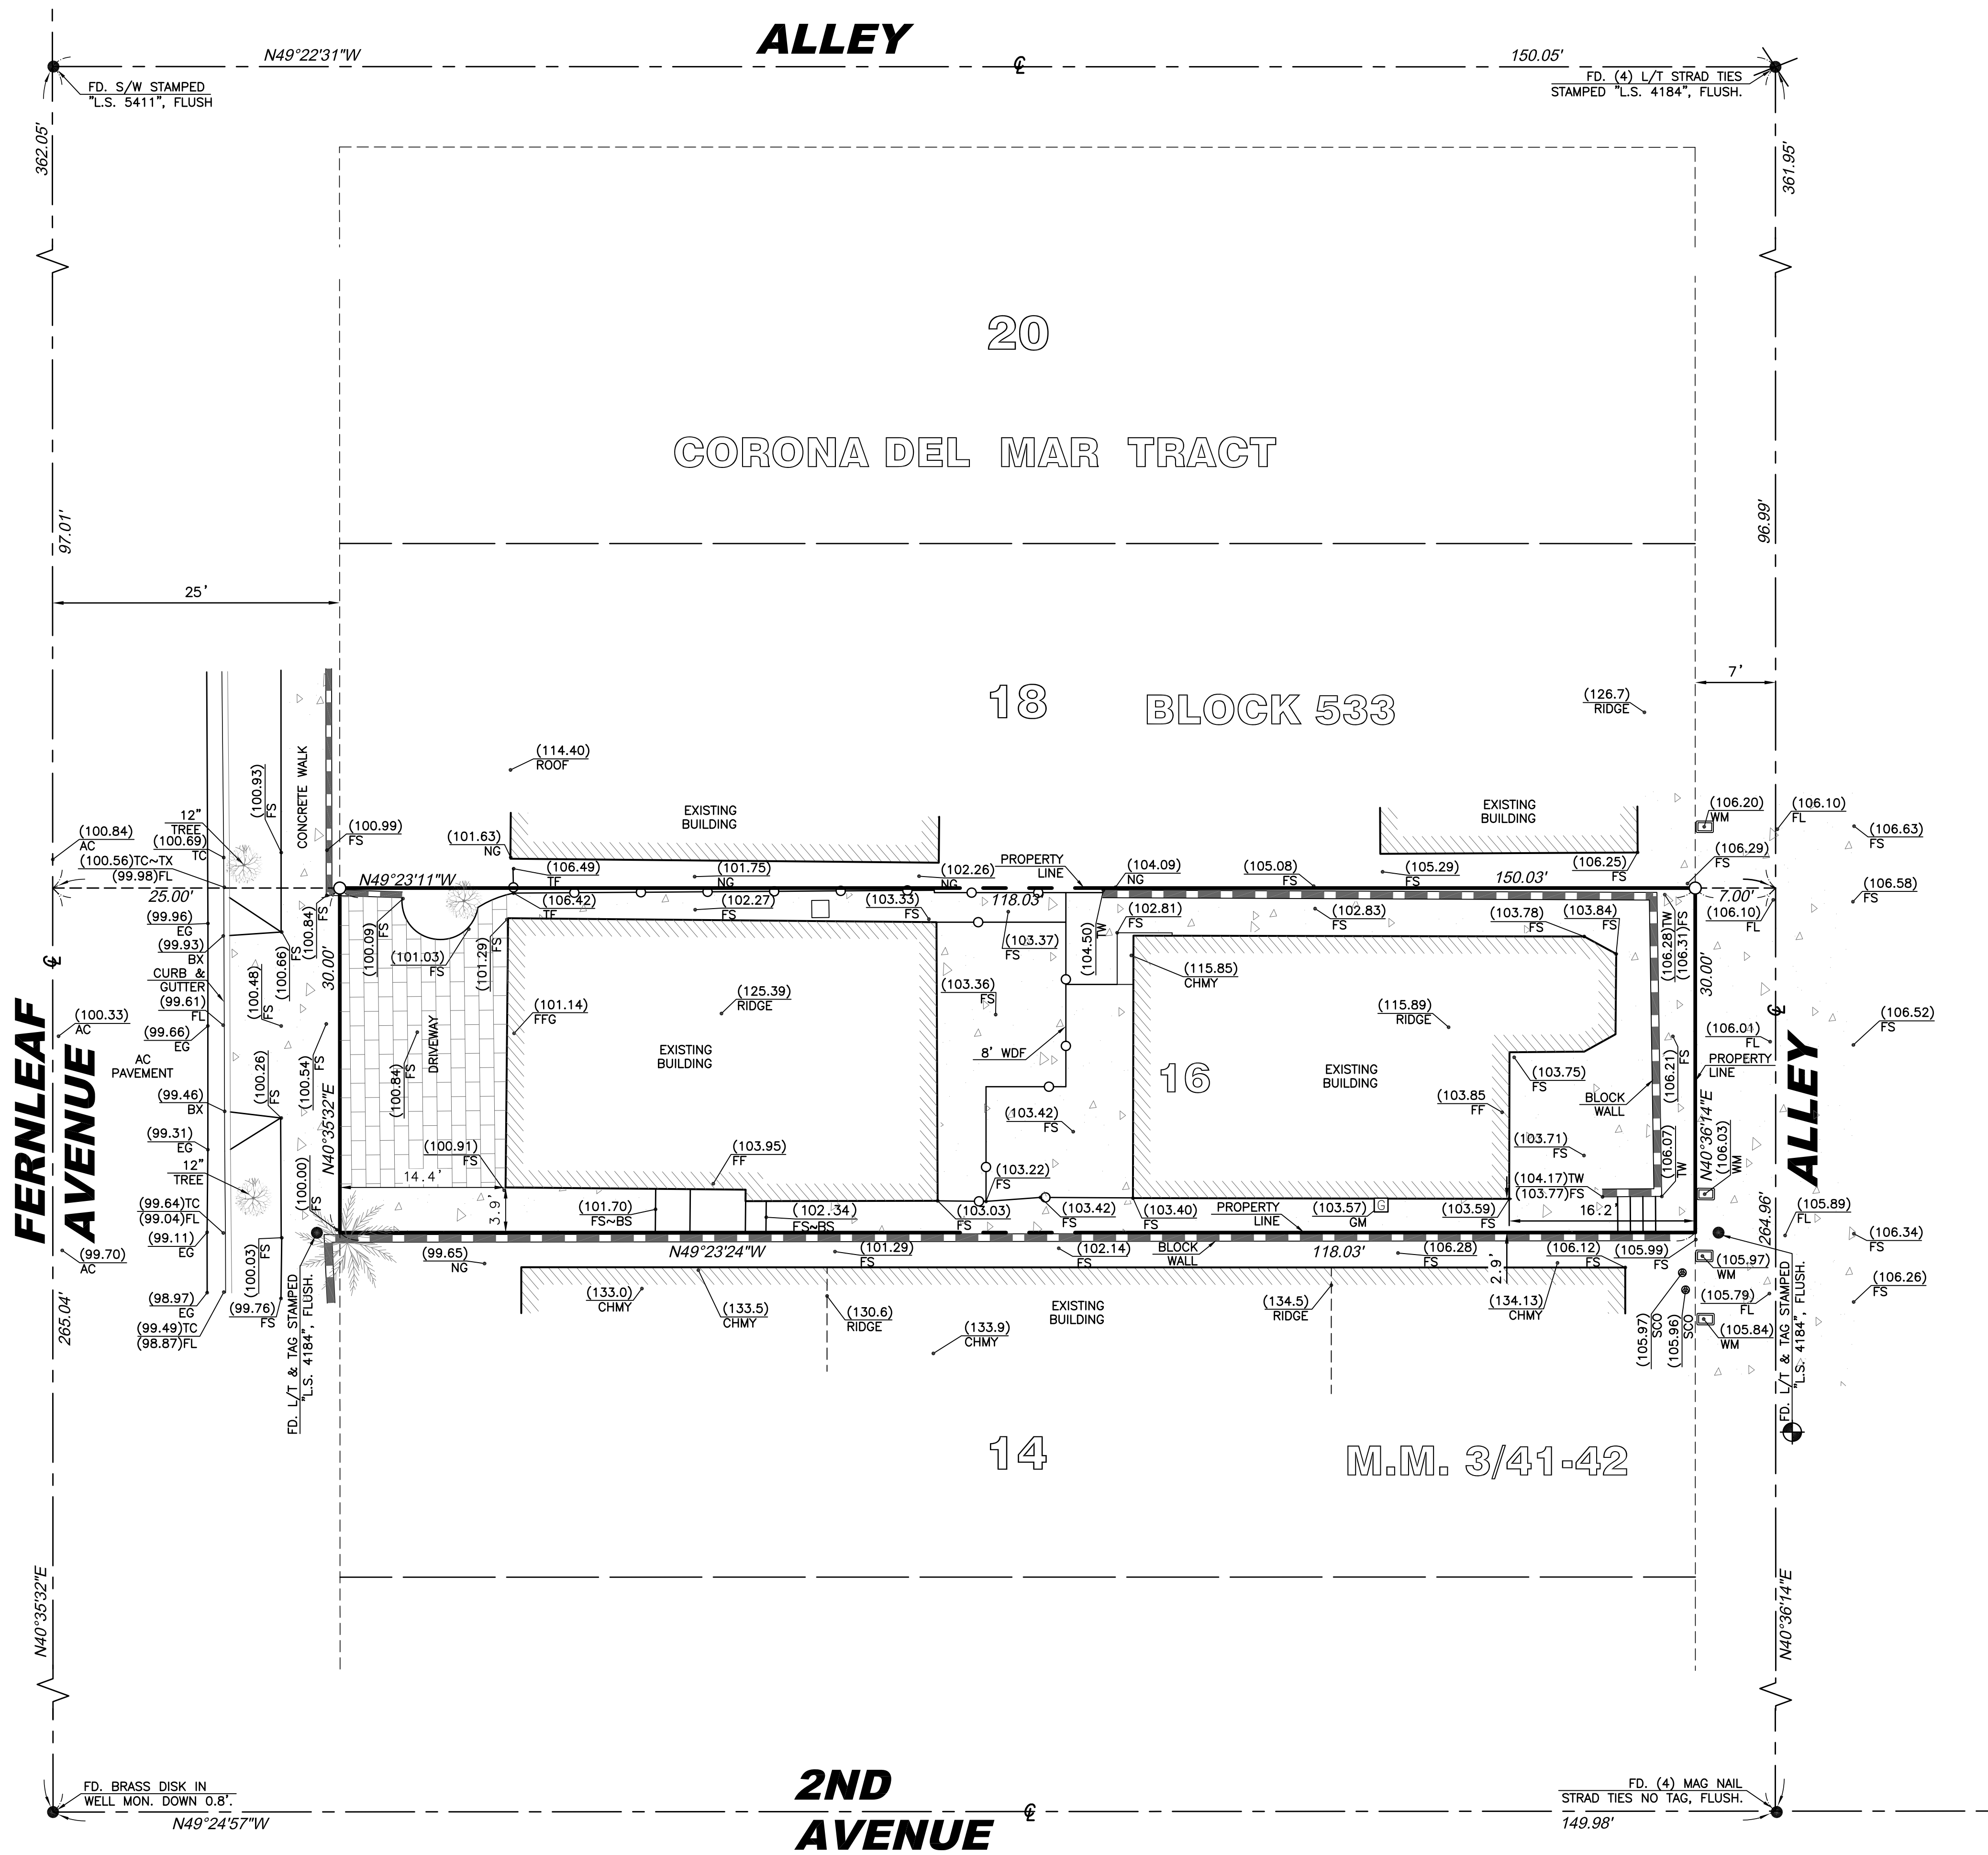 ALLEY
N49°22'31"W
℄
150.05'
FD. S/W STAMPED
"L.S. 5411", FLUSH
FD. (4) L/T STRAD TIES
STAMPED "L.S. 4184", FLUSH.
362.05'
361.95'
20
CORONA DEL MAR TRACT
97.01'
96.99'
25'
7'
18
BLOCK 533
(126.7)
RIDGE
(114.40)
ROOF
CONCRETE WALK
(100.93)
FS
12"
TREE
(100.84)
AC
(100.69)
TC
(100.56)TC~TX
(99.98)FL
(100.99)
FS
(101.63)
NG
EXISTING
BUILDING
EXISTING
BUILDING
(106.20)
WM
(106.10)
FL
(106.63)
FS
(106.49)
TF
(101.75)
NG
(102.26)
NG
PROPERTY
LINE
(104.09)
NG
(105.08)
FS
(105.29)
FS
(106.25)
FS
(106.29)
FS
N49°23'11"W
150.03'
25.00'
118.03'
7.00'
(106.58)
FS
(106.10)
FL
(99.96)
EG
(99.93)
BX
CURB &
GUTTER
(99.61)
FL
(99.66)
EG
(100.33)
AC
AC
PAVEMENT
(99.46)
BX
(99.31)
EG
12"
TREE
(99.64)TC
(99.04)FL
(99.11)
EG
(99.70)
AC
(98.97)
EG
(99.49)TC
(98.87)FL
(100.48)
FS
(100.66)
FS
(100.84)
FS
(100.26)
FS
(100.54)
FS
(100.00)
FS
(100.03)
FS
(99.76)
FS
30.00'
N40°35'32"E
(100.09)
FS
(101.03)
FS
(101.29)
FS
(106.42)
TF
(102.27)
FS
(103.33)
FS
(103.37)
FS
(104.50)
TW
(102.81)
FS
(102.83)
FS
(103.78)
FS
(103.84)
FS
(106.28)TW
(106.31)FS
30.00'
(101.14)
FFG
(125.39)
RIDGE
(103.36)
FS
(115.85)
CHMY
(115.89)
RIDGE
DRIVEWAY
(100.84)
FS
EXISTING
BUILDING
8' WDF
16
EXISTING
BUILDING
(103.75)
FS
(103.85
FF
BLOCK
WALL
(106.21)
FS
PROPERTY
LINE
(106.01)
FL
(106.52)
FS
FERNLEAF
AVENUE
℄
ALLEY
℄
(103.42)
FS
(103.71)
FS
(106.07)
TW
N40°36'14"E
(106.03)
WM
(100.91)
FS
14.4'
3.9'
(103.95)
FF
(103.22)
FS
(104.17)TW
(103.77)FS
16.2'
(101.70)
FS~BS
(102.34)
FS~BS
(103.03)
FS
(103.42)
FS
(103.40)
FS
PROPERTY
LINE
(103.57)
GM
G
(103.59)
FS
264.96'
(105.89)
FL
(106.34)
FS
(99.65)
NG
N49°23'24"W
(101.29)
FS
(102.14)
FS
BLOCK
WALL
118.03'
(106.28)
FS
2.9'
(106.12)
FS
(105.99)
FS
(105.97)
WM
(106.26)
FS
(105.79)
FL
(133.0)
CHMY
(133.5)
CHMY
(130.6)
RIDGE
(133.9)
CHMY
EXISTING
BUILDING
(134.5)
RIDGE
(134.13)
CHMY
(105.97)
SCO
(105.96)
SCO
(105.84)
WM
265.04'
FD. L/T & TAG STAMPED
"L.S. 4184", FLUSH.
FD. L/T & TAG STAMPED
"L.S. 4184", FLUSH.
14
M.M. 3/41-42
N40°35'32"E
N40°36'14"E
FD. BRASS DISK IN
WELL MON. DOWN 0.8'.
FD. (4) MAG NAIL
STRAD TIES NO TAG, FLUSH.
2ND
AVENUE
℄
N49°24'57"W
149.98'